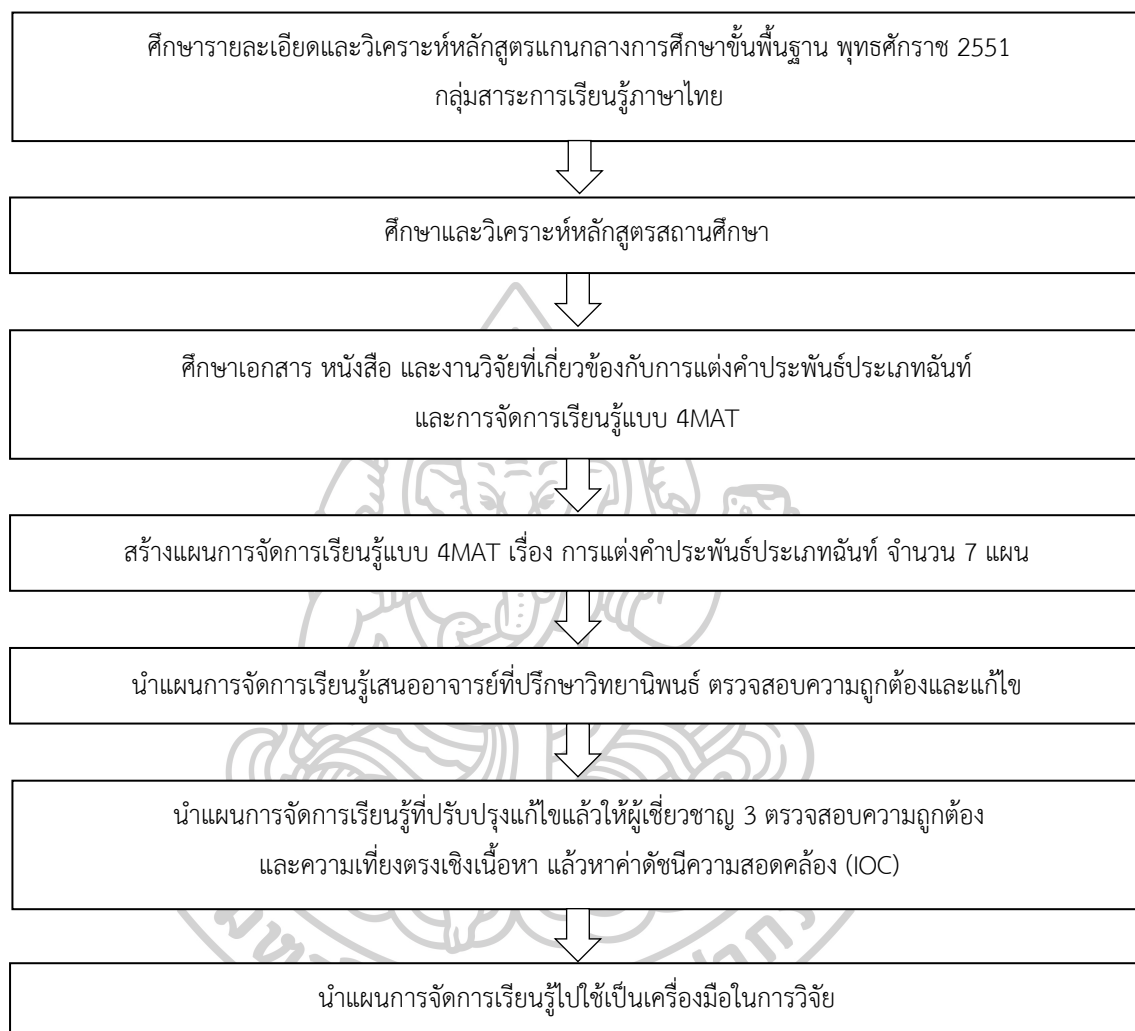 ศึกษารายละเอียดและวิเคราะห์หลักสูตรแกนกลางการศึกษาขั้นพื้นฐาน พุทธศักราช 2551
กลุ่มสาระการเรียนรู้ภาษาไทย
ศึกษาและวิเคราะห์หลักสูตรสถานศึกษา
ศึกษาเอกสาร หนังสือ และงานวิจัยที่เกี่ยวข้องกับการแต่งคำประพันธ์ประเภทฉันท์
และการจัดการเรียนรู้แบบ 4MAT
สร้างแผนการจัดการเรียนรู้แบบ 4MAT เรื่อง การแต่งคำประพันธ์ประเภทฉันท์ จำนวน 7 แผน
นำแผนการจัดการเรียนรู้เสนออาจารย์ที่ปรึกษาวิทยานิพนธ์ ตรวจสอบความถูกต้องและแก้ไข
นำแผนการจัดการเรียนรู้ที่ปรับปรุงแก้ไขแล้วให้ผู้เชี่ยวชาญ 3 ตรวจสอบความถูกต้อง
และความเที่ยงตรงเชิงเนื้อหา แล้วหาค่าดัชนีความสอดคล้อง (IOC)
นำแผนการจัดการเรียนรู้ไปใช้เป็นเครื่องมือในการวิจัย